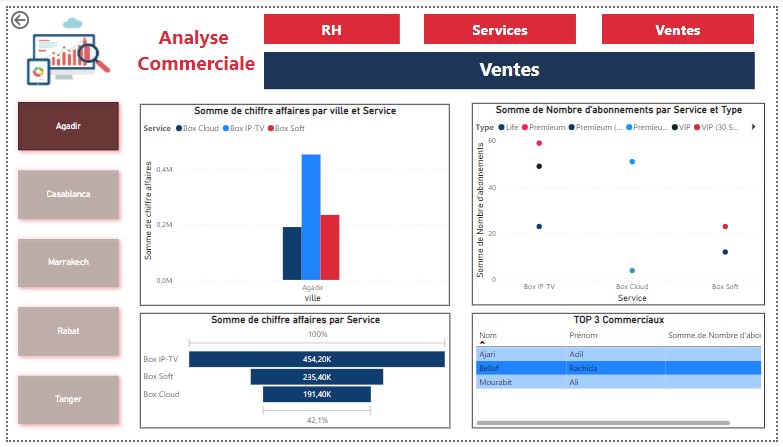 Analyse
Commerciale
RH
Services
Ventes
Ventes
Agadir
Casablanca
Marrakech
Rabat
Tanger
Somme de chiffre affaires par ville et Service
Service Box Cloud Box IP-TV Box Soft
Somme de chiffre affaires
0,4M
0,2M
0,0M
Agadir
ville
Somme de Nombre d'abonnements par Service et Type
Type Life Premieum Premieum (... Premieu... VIP VIP (30 S...
Somme de Nombre d'abonnements
60
40
20
0
Box IP-TV Box Cloud Box Soft
Service
Somme de chiffre affaires par Service
100%
Box IP-TV 454,20K
Box Soft 235,40K
Box Cloud 191,40K
42,1%
TOP 3 Commerciaux
Nom Prénom Somme de Nombre d'abon
Ajari Adil
Bellaf Rachida
Mourabit Ali